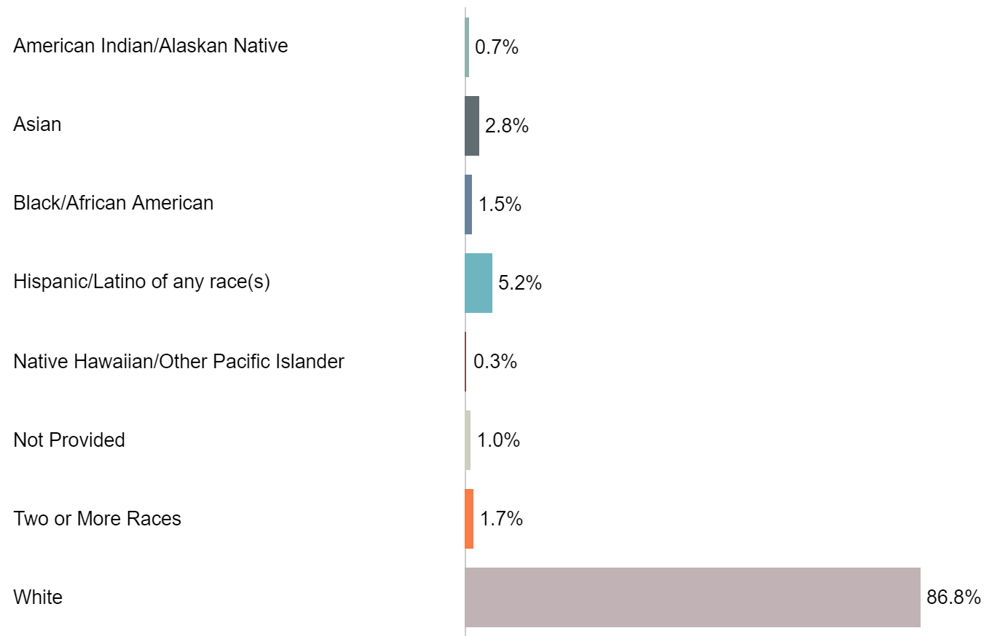 American Indian/Alaskan Native 0.7%
Asian 2.8%
Black/African American 1.5%
Hispanic/Latino of any race(s) 5.2%
Native Hawaiian/Other Pacific Islander 0.3%
Not Provided 1.0%
Two or More Races 1.7%
White 86.8%